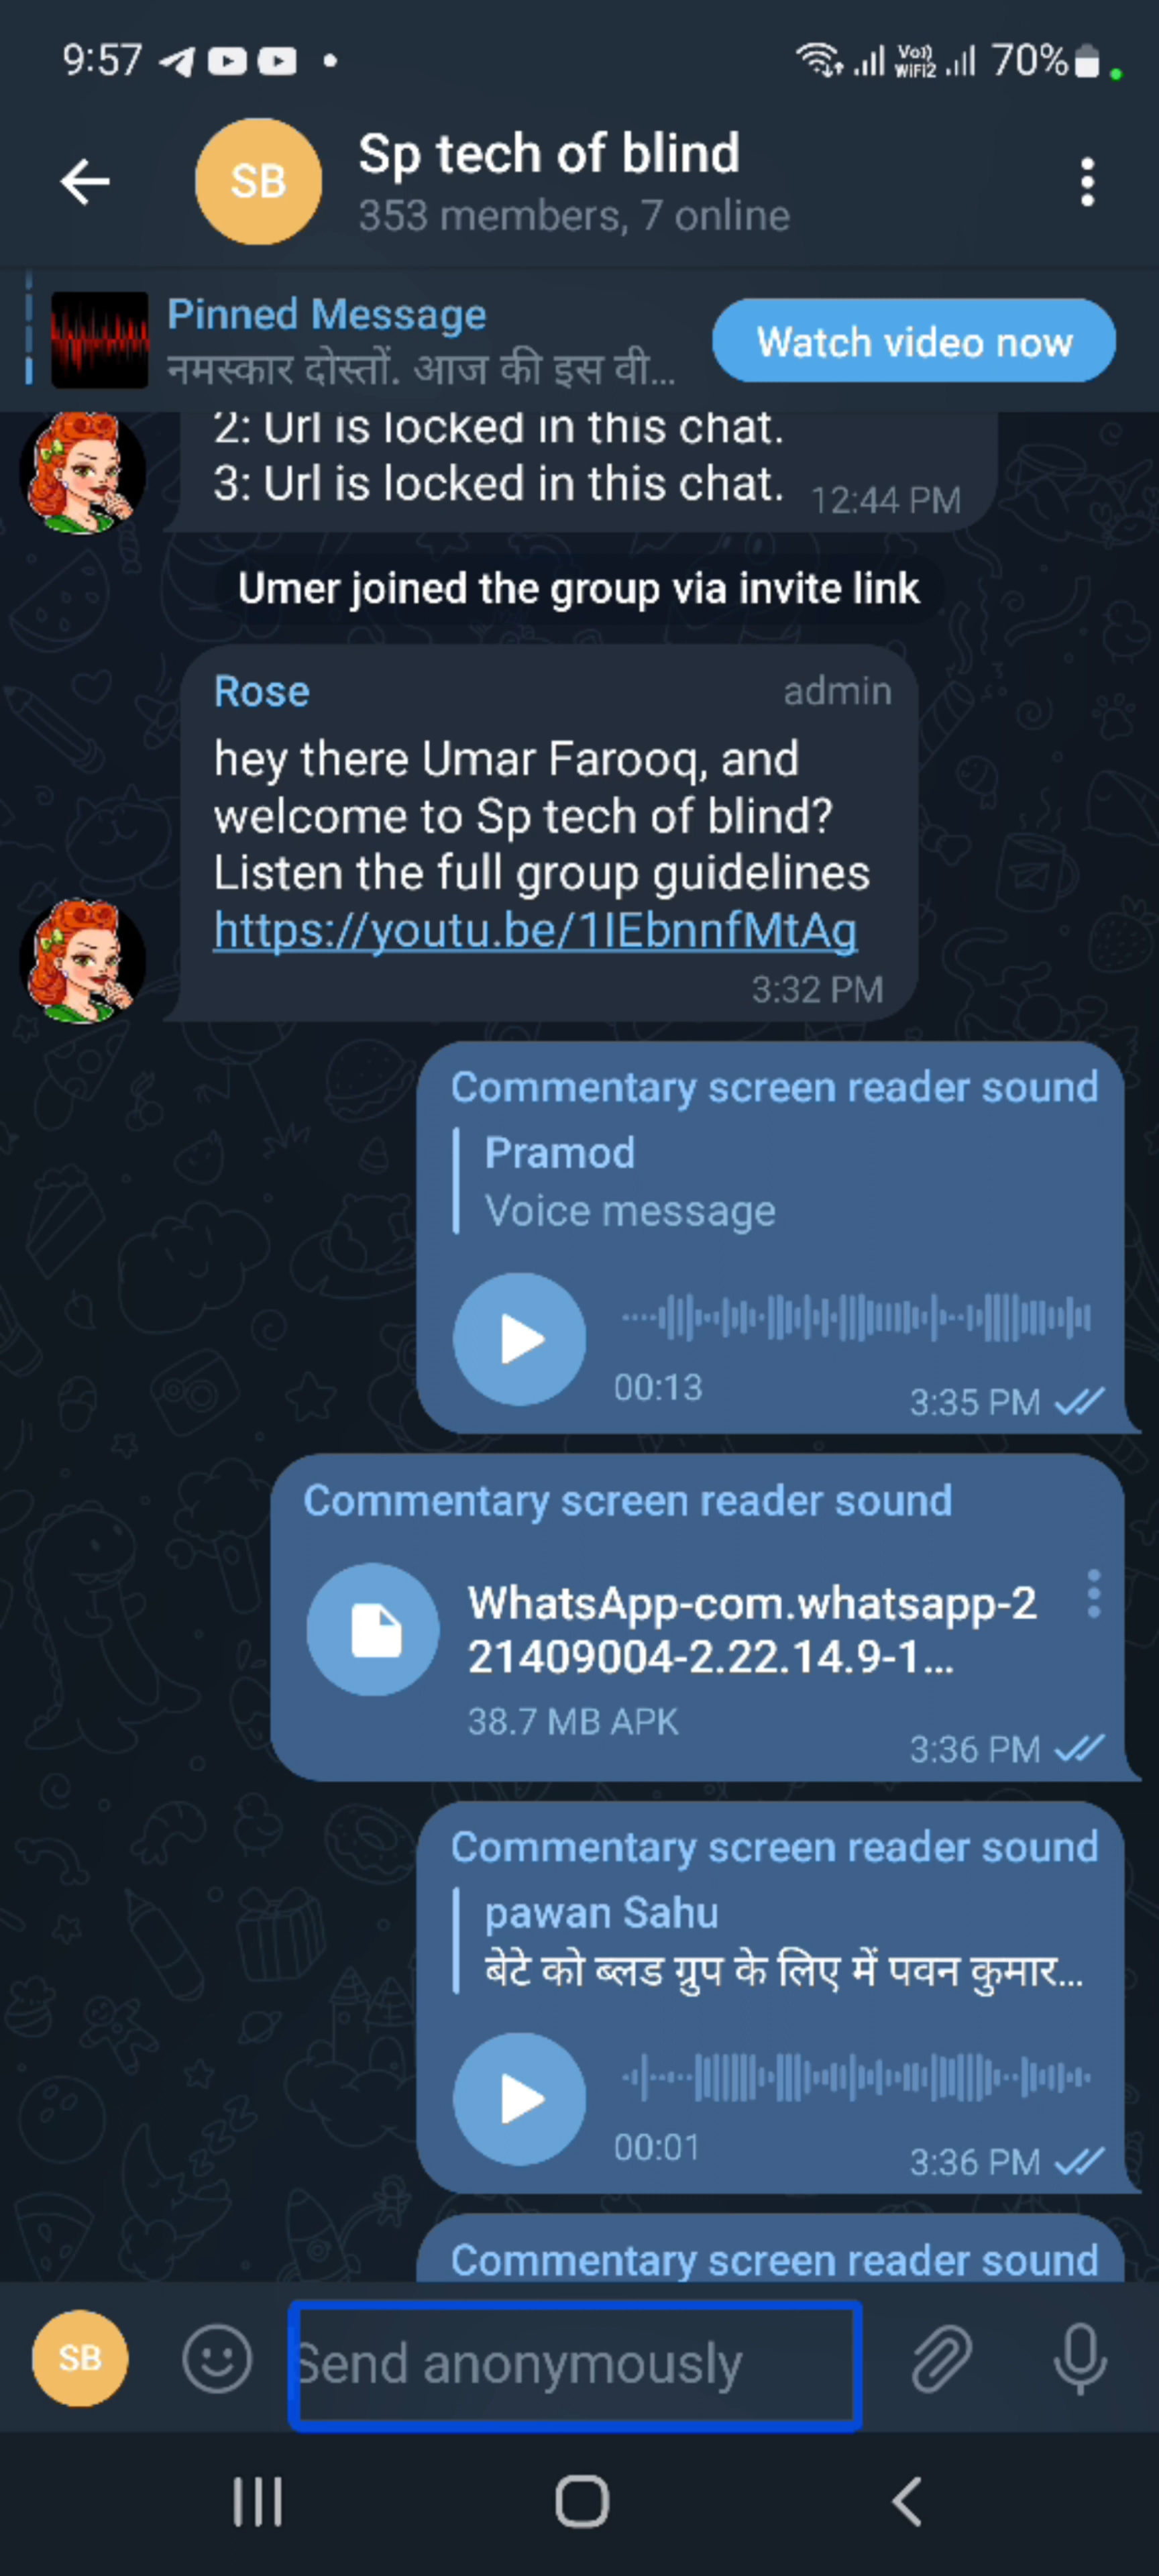 9:57
Vo)) WiFi2 70%
SB
Sp tech of blind
353 members, 7 online
Pinned Message
नमस्कार दोस्तों. आज की इस वी...
Watch video now
2: Url is locked in this chat.
3: Url is locked in this chat.
12:44 PM
Umer joined the group via invite link
Rose admin
hey there Umar Farooq, and
welcome to Sp tech of blind?
Listen the full group guidelines
https://youtu.be/1IEbnnfMtAg
3:32 PM
Commentary screen reader sound
Pramod
Voice message
00:13
3:35 PM
Commentary screen reader sound
WhatsApp-com.whatsapp-2
21409004-2.22.14.9-1...
38.7 MB APK
3:36 PM
Commentary screen reader sound
pawan Sahu
बेटे को ब्लड ग्रुप के लिए में पवन कुमार...
00:01
3:36 PM
Commentary screen reader sound
SB
Send anonymously